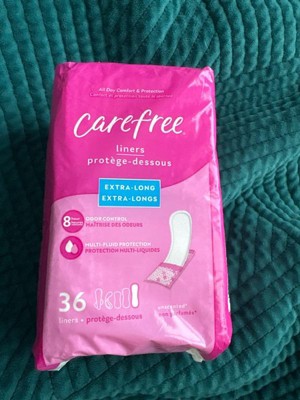 All Day Comfort & Protection
Carefree®
liners
protège-dessous
EXTRA-LONG
EXTRA-LONGS
8
ODOR CONTROL
MAÎTRISE DES ODEURS
MULTI-FLUID PROTECTION
PROTECTION MULTI-LIQUIDES
36
liners • protège-dessous
unscented*
non parfumés*